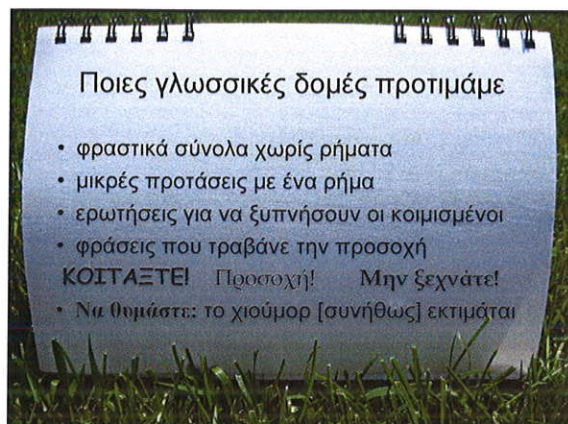 Ποιες γλωσσικές δομές προτιμάμε
• φραστικά σύνολα χωρίς ρήματα
• μικρές προτάσεις με ένα ρήμα
• ερωτήσεις για να ξυπνήσουν οι κοιμισμένοι
• φράσεις που τραβάνε την προσοχή
ΚΟΙΤΑΞΤΕ! Προσοχή! Μην ξεχνάτε!
• Να θυμάστε: το χιούμορ [συνήθως] εκτιμάται